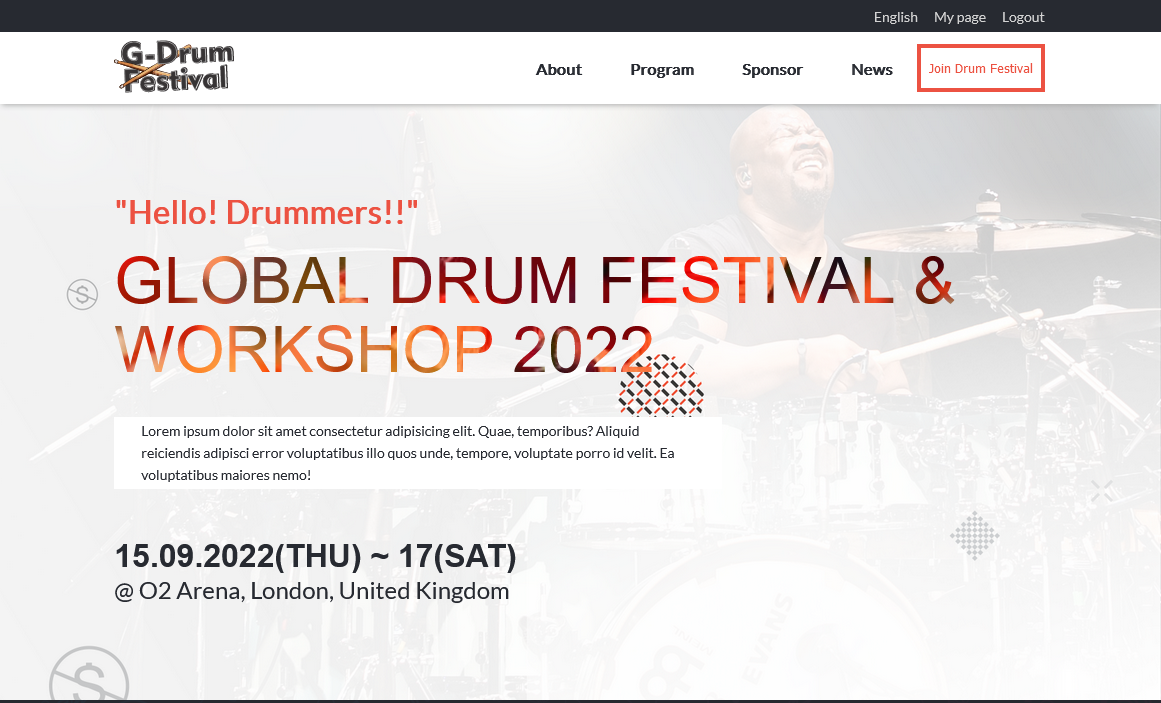 English My page Logout
G-Drum
Festival
About Program Sponsor News Join Drum Festival
"Hello! Drummers!!"
GLOBAL DRUM FESTIVAL &
WORKSHOP 2022
Lorem ipsum dolor sit amet consectetur adipisicing elit. Quae, temporibus? Aliquid
reiciendis adipisci error voluptatibus illo quos unde, tempore, voluptate porro id velit. Ea
voluptatibus maiores nemo!
15.09.2022(THU) ~ 17(SAT)
@ O2 Arena, London, United Kingdom
EVANS